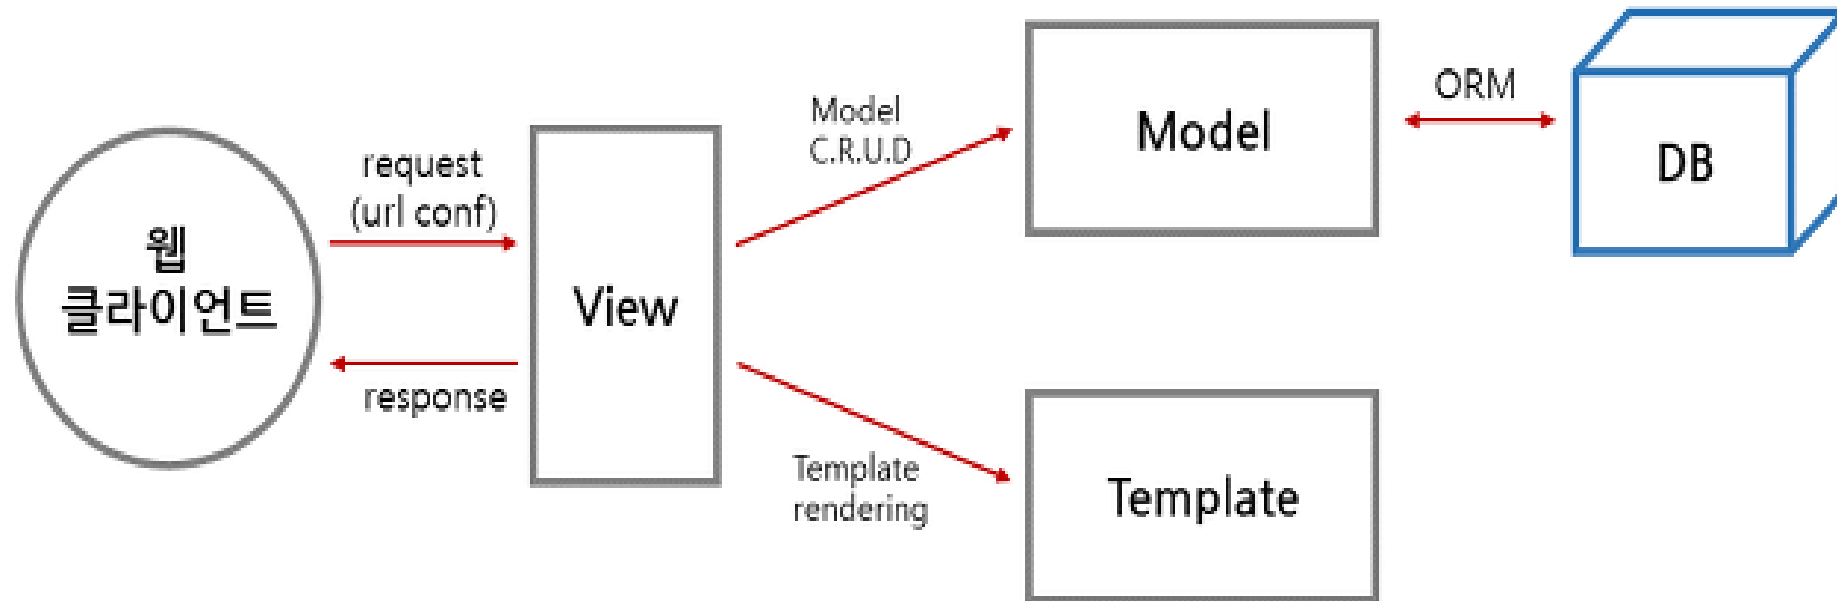 웹
클라이언트
request
(url conf)
response
View
Model
C.R.U.D
Template
rendering
Model
ORM
DB
Template